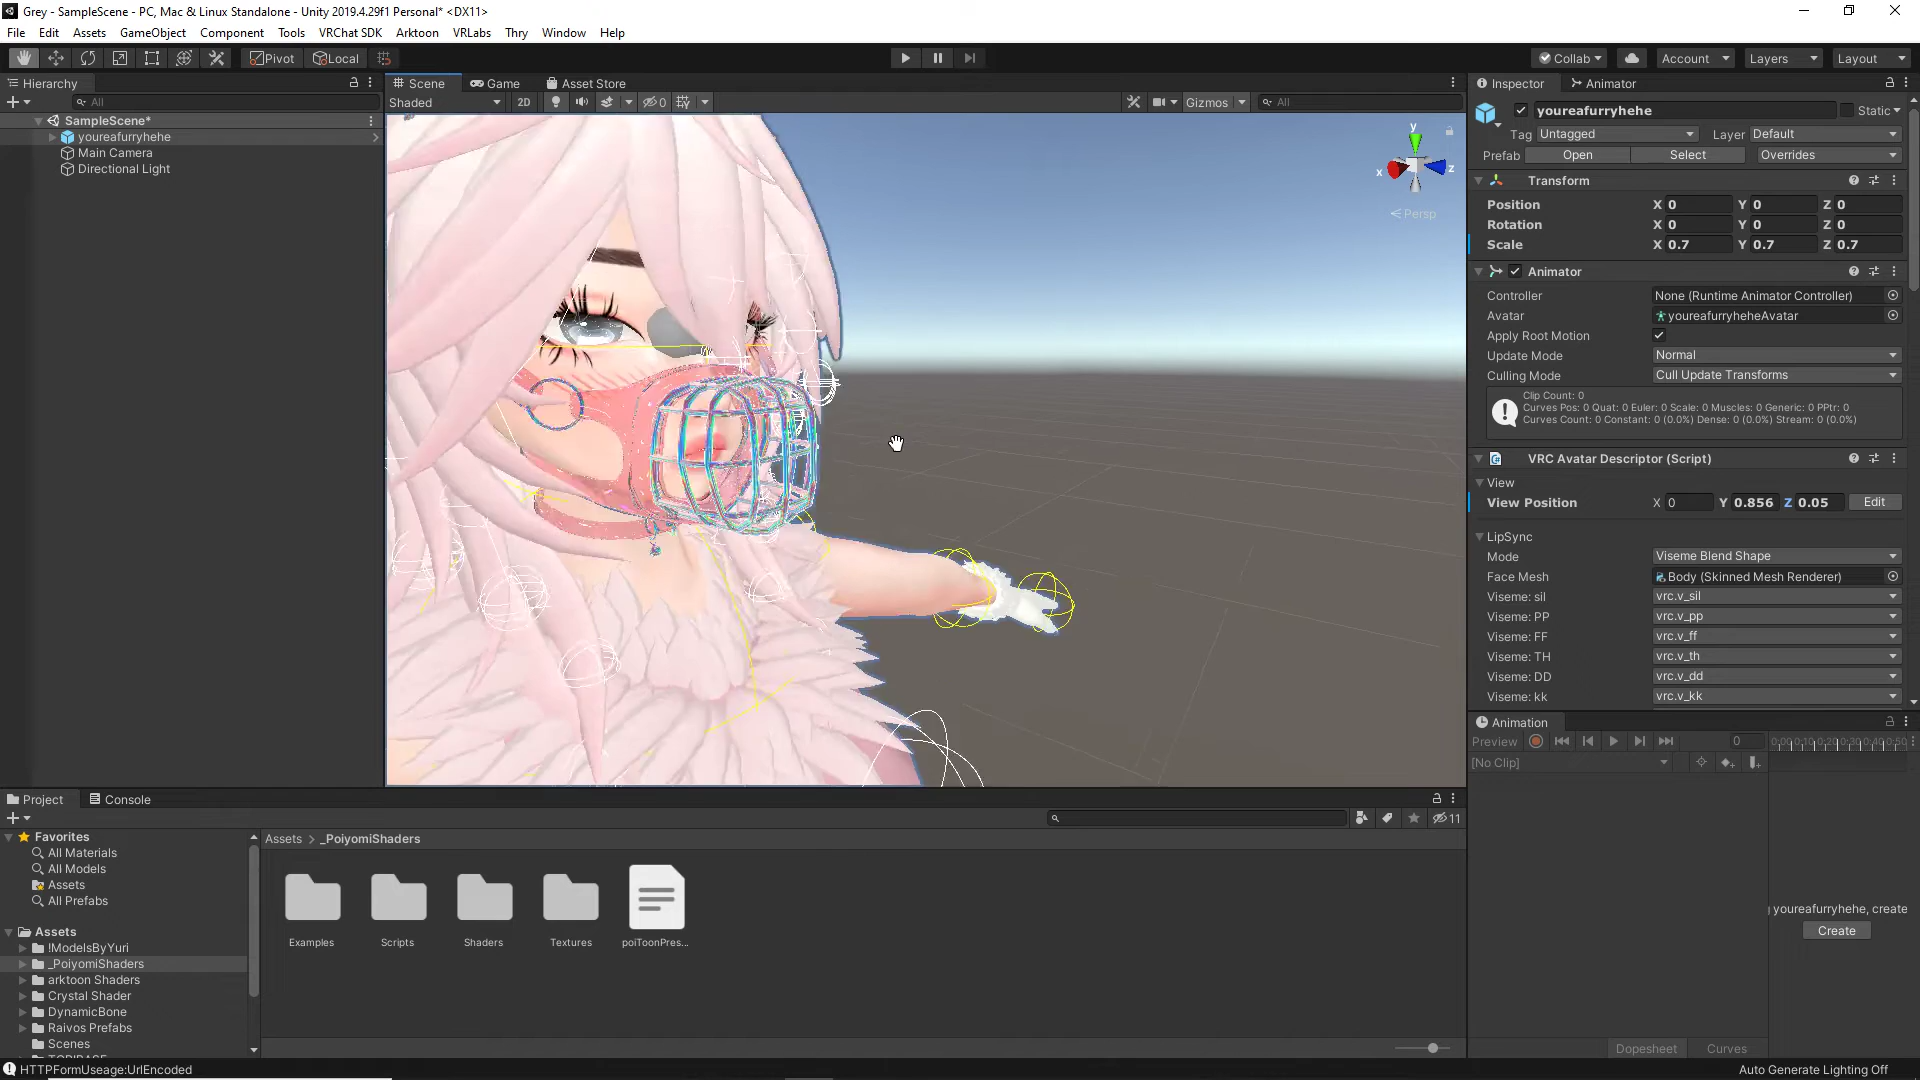 Grey - SampleScene - PC, Mac & Linux Standalone - Unity 2019.4.29f1 Personal* <DX11>
File Edit Assets GameObject Component Tools VRChat SDK Arktoon VRLabs Thry Window Help
Pivot Local Collab Account Layers Layout
Hierarchy
All
SampleScene*
youreafurryhehe
Main Camera
Directional Light
Scene Game Asset Store
Shaded 2D 0 Gizmos All
y
x z
Persp
Inspector Animator
youreafurryhehe Static
Tag Untagged Layer Default
Prefab Open Select Overrides
Transform
Position X 0 Y 0 Z 0
Rotation X 0 Y 0 Z 0
Scale X 0.7 Y 0.7 Z 0.7
Animator
Controller None (Runtime Animator Controller)
Avatar youreafurryheheAvatar
Apply Root Motion
Update Mode Normal
Culling Mode Cull Update Transforms
Clip Count: 0
Curves Pos: 0 Quat: 0 Euler: 0 Scale: 0 Muscles: 0 Generic: 0 PPtr: 0
Curves Count: 0 Constant: 0 (0.0%) Dense: 0 (0.0%) Stream: 0 (0.0%)
VRC Avatar Descriptor (Script)
View
View Position X 0 Y 0.856 Z 0.05 Edit
LipSync
Mode Viseme Blend Shape
Face Mesh Body (Skinned Mesh Renderer)
Viseme: sil vrc.v_sil
Viseme: PP vrc.v_pp
Viseme: FF vrc.v_ff
Viseme: TH vrc.v_th
Viseme: DD vrc.v_dd
Viseme: kk vrc.v_kk
Animation
Preview 0
[No Clip]
youreafurryhehe, create
Create
Dopesheet Curves
Project Console
11
Favorites
All Materials
All Models
Assets
All Prefabs
Assets
!ModelsByYuri
_PoiyomiShaders
arktoon Shaders
Crystal Shader
DynamicBone
Raivos Prefabs
Scenes
Assets > _PoiyomiShaders
Examples Scripts Shaders Textures poiToonPres...
HTTPFormUseage:UrlEncoded
Auto Generate Lighting Off